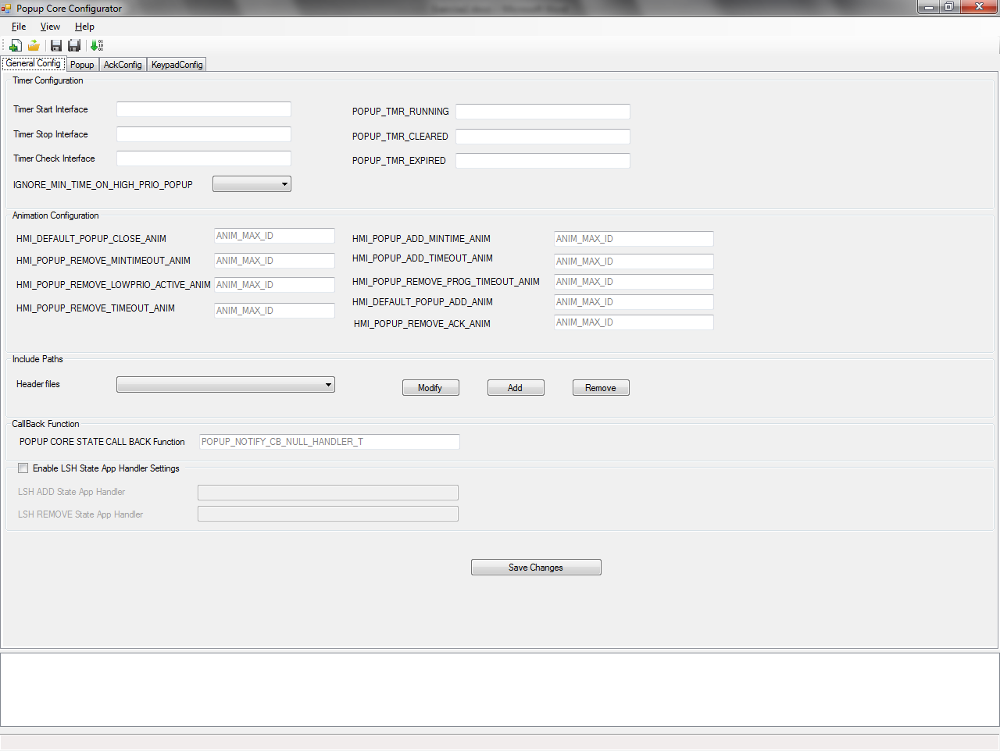 Popup Core Configurator
File View Help
General Config Popup AckConfig KeypadConfig
Timer Configuration
Timer Start Interface
POPUP_TMR_RUNNING
Timer Stop Interface
POPUP_TMR_CLEARED
Timer Check Interface
POPUP_TMR_EXPIRED
IGNORE_MIN_TIME_ON_HIGH_PRIO_POPUP
Animation Configuration
HMI_DEFAULT_POPUP_CLOSE_ANIM ANIM_MAX_ID
HMI_POPUP_ADD_MINTIME_ANIM ANIM_MAX_ID
HMI_POPUP_REMOVE_MINTIMEOUT_ANIM ANIM_MAX_ID
HMI_POPUP_ADD_TIMEOUT_ANIM ANIM_MAX_ID
HMI_POPUP_REMOVE_LOWPRIO_ACTIVE_ANIM ANIM_MAX_ID
HMI_POPUP_REMOVE_PROG_TIMEOUT_ANIM ANIM_MAX_ID
HMI_POPUP_REMOVE_TIMEOUT_ANIM ANIM_MAX_ID
HMI_DEFAULT_POPUP_ADD_ANIM ANIM_MAX_ID
HMI_POPUP_REMOVE_ACK_ANIM ANIM_MAX_ID
Include Paths
Header files Modify Add Remove
CallBack Function
POPUP CORE STATE CALL BACK Function POPUP_NOTIFY_CB_NULL_HANDLER_T
Enable LSH State App Handler Settings
LSH ADD State App Handler
LSH REMOVE State App Handler
Save Changes